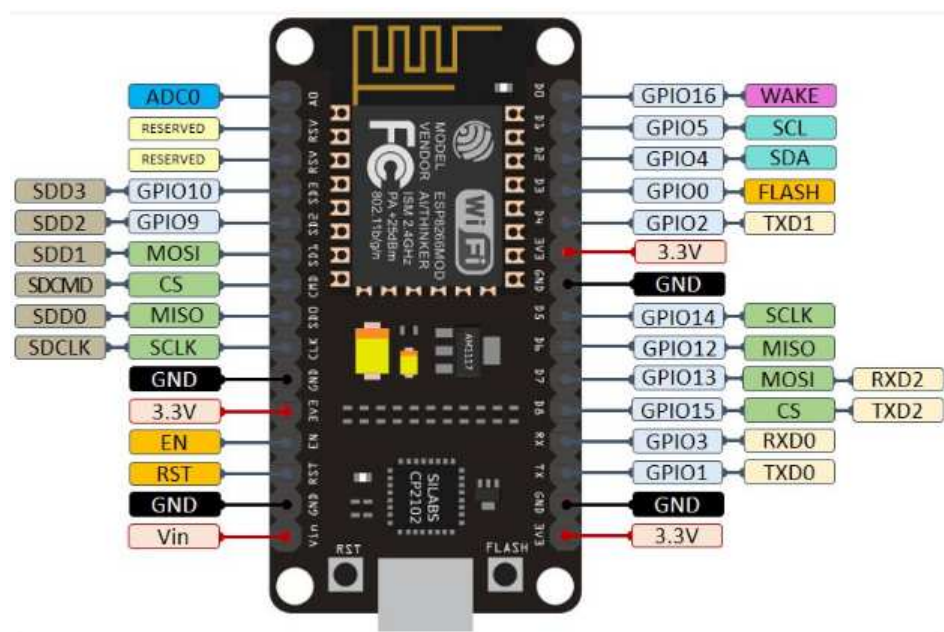 ADC0 A0
RESERVED RSV
RESERVED RSV
SDD3 GPIO10 SD3
SDD2 GPIO9 SD2
SDD1 MOSI SD1
SDCMD CS CMD
SDD0 MISO SD0
SDCLK SCLK CLK
GND GND
3.3V 3V3
EN EN
RST RST
GND GND
Vin Vin
MODEL ESP8266MOD
VENDOR AI/THINKER
ISM 2.4GHz
PA +25dBm
802.11b/g/n
FC
Wi Fi
AM1117
SILABS
CP2102
RST
FLASH
D0 GPIO16 WAKE
D1 GPIO5 SCL
D2 GPIO4 SDA
D3 GPIO0 FLASH
D4 GPIO2 TXD1
3V3 3.3V
GND GND
D5 GPIO14 SCLK
D6 GPIO12 MISO
D7 GPIO13 MOSI RXD2
D8 GPIO15 CS TXD2
RX GPIO3 RXD0
TX GPIO1 TXD0
GND GND
3V3 3.3V